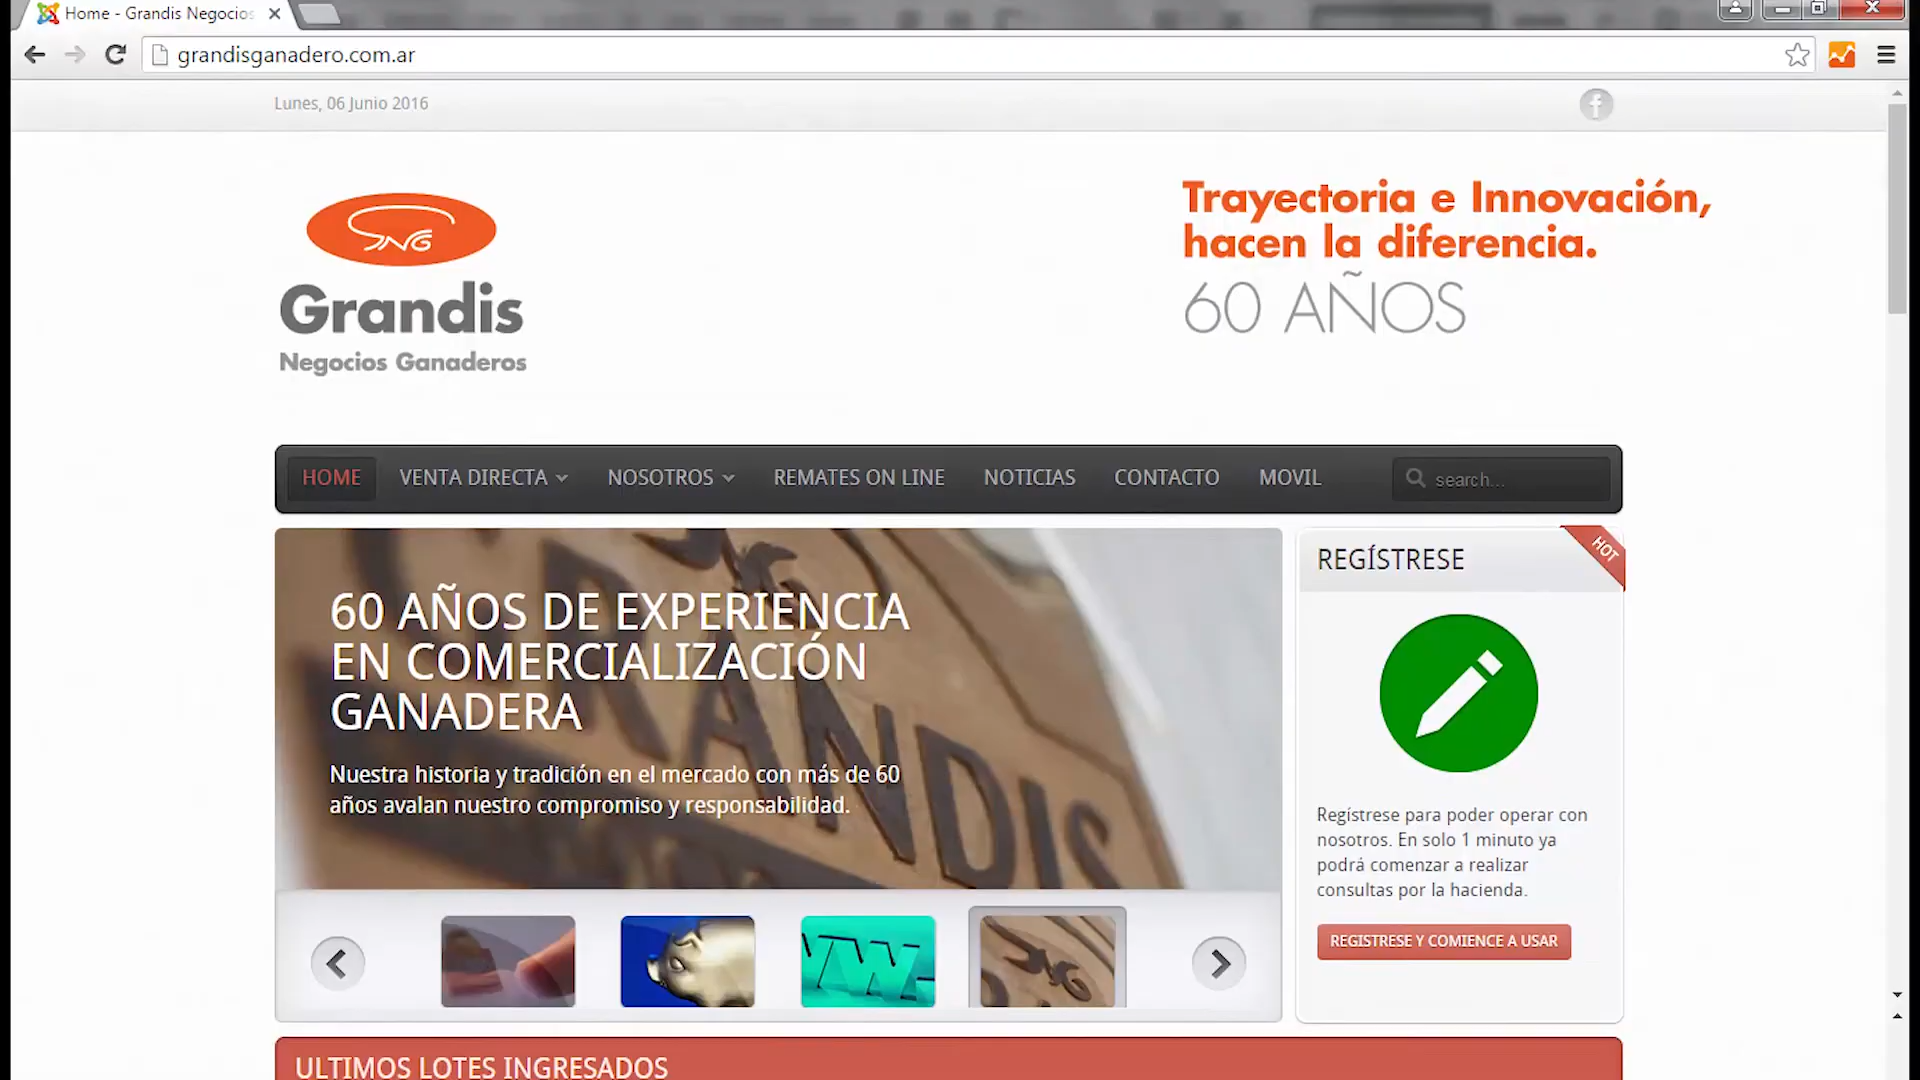 Home - Grandis Negocios
grandisganadero.com.ar
Lunes, 06 Junio 2016
SNG
Grandis
Negocios Ganaderos
Trayectoria e Innovación,
hacen la diferencia.
60 AÑOS
HOME VENTA DIRECTA NOSOTROS REMATES ON LINE NOTICIAS CONTACTO MOVIL search...
60 AÑOS DE EXPERIENCIA
EN COMERCIALIZACIÓN
GANADERA
Nuestra historia y tradición en el mercado con más de 60
años avalan nuestro compromiso y responsabilidad.
GRANDIS
REGÍSTRESE
HOT
Regístrese para poder operar con
nosotros. En solo 1 minuto ya
podrá comenzar a realizar
consultas por la hacienda.
REGISTRESE Y COMIENCE A USAR
ULTIMOS LOTES INGRESADOS